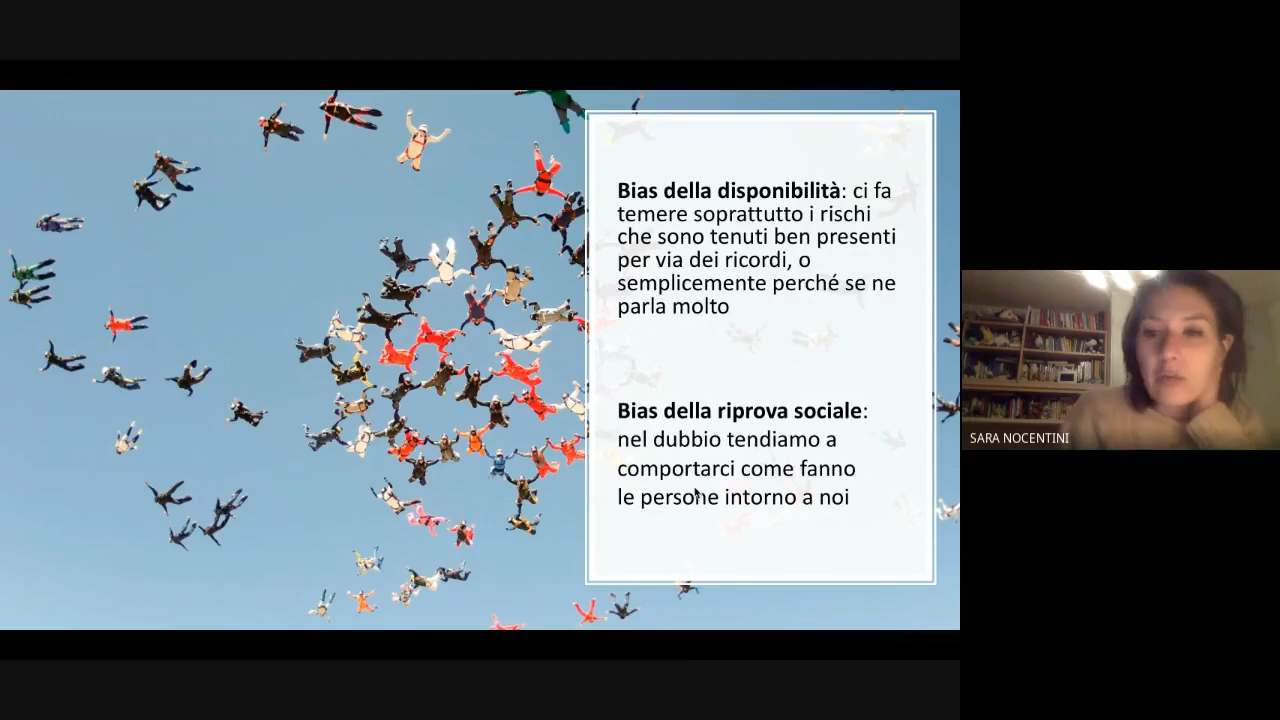 Bias della disponibilità: ci fa
temere soprattutto i rischi
che sono tenuti ben presenti
per via dei ricordi, o
semplicemente perché se ne
parla molto
Bias della riprova sociale:
nel dubbio tendiamo a
comportarci come fanno
le persone intorno a noi
SARA NOCENTINI